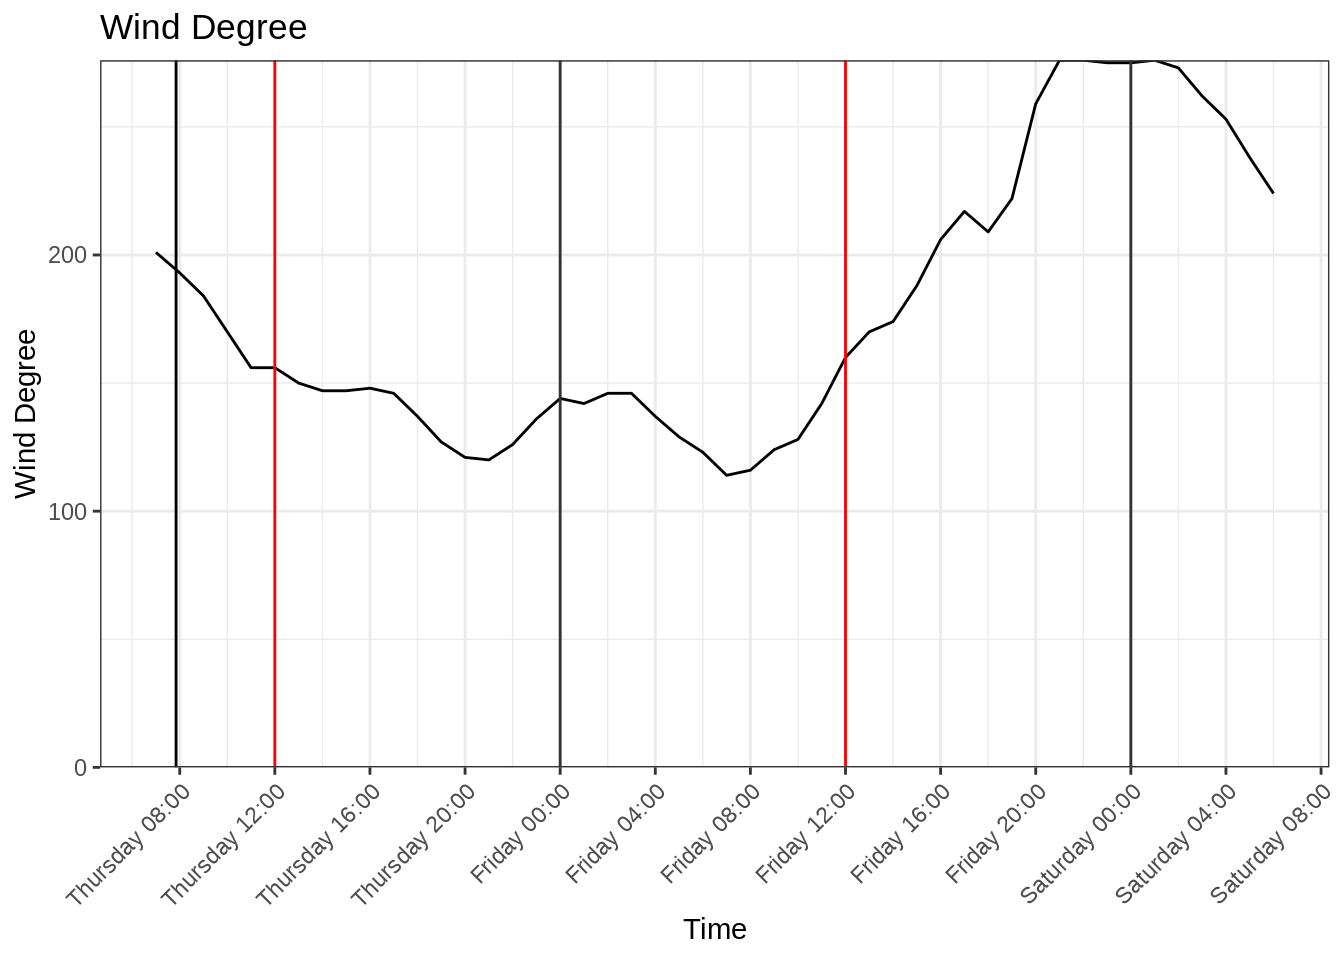 Wind Degree
Wind Degree
200
100
0
Thursday 08:00
Thursday 12:00
Thursday 16:00
Thursday 20:00
Friday 00:00
Friday 04:00
Friday 08:00
Friday 12:00
Friday 16:00
Friday 20:00
Saturday 00:00
Saturday 04:00
Saturday 08:00
Time